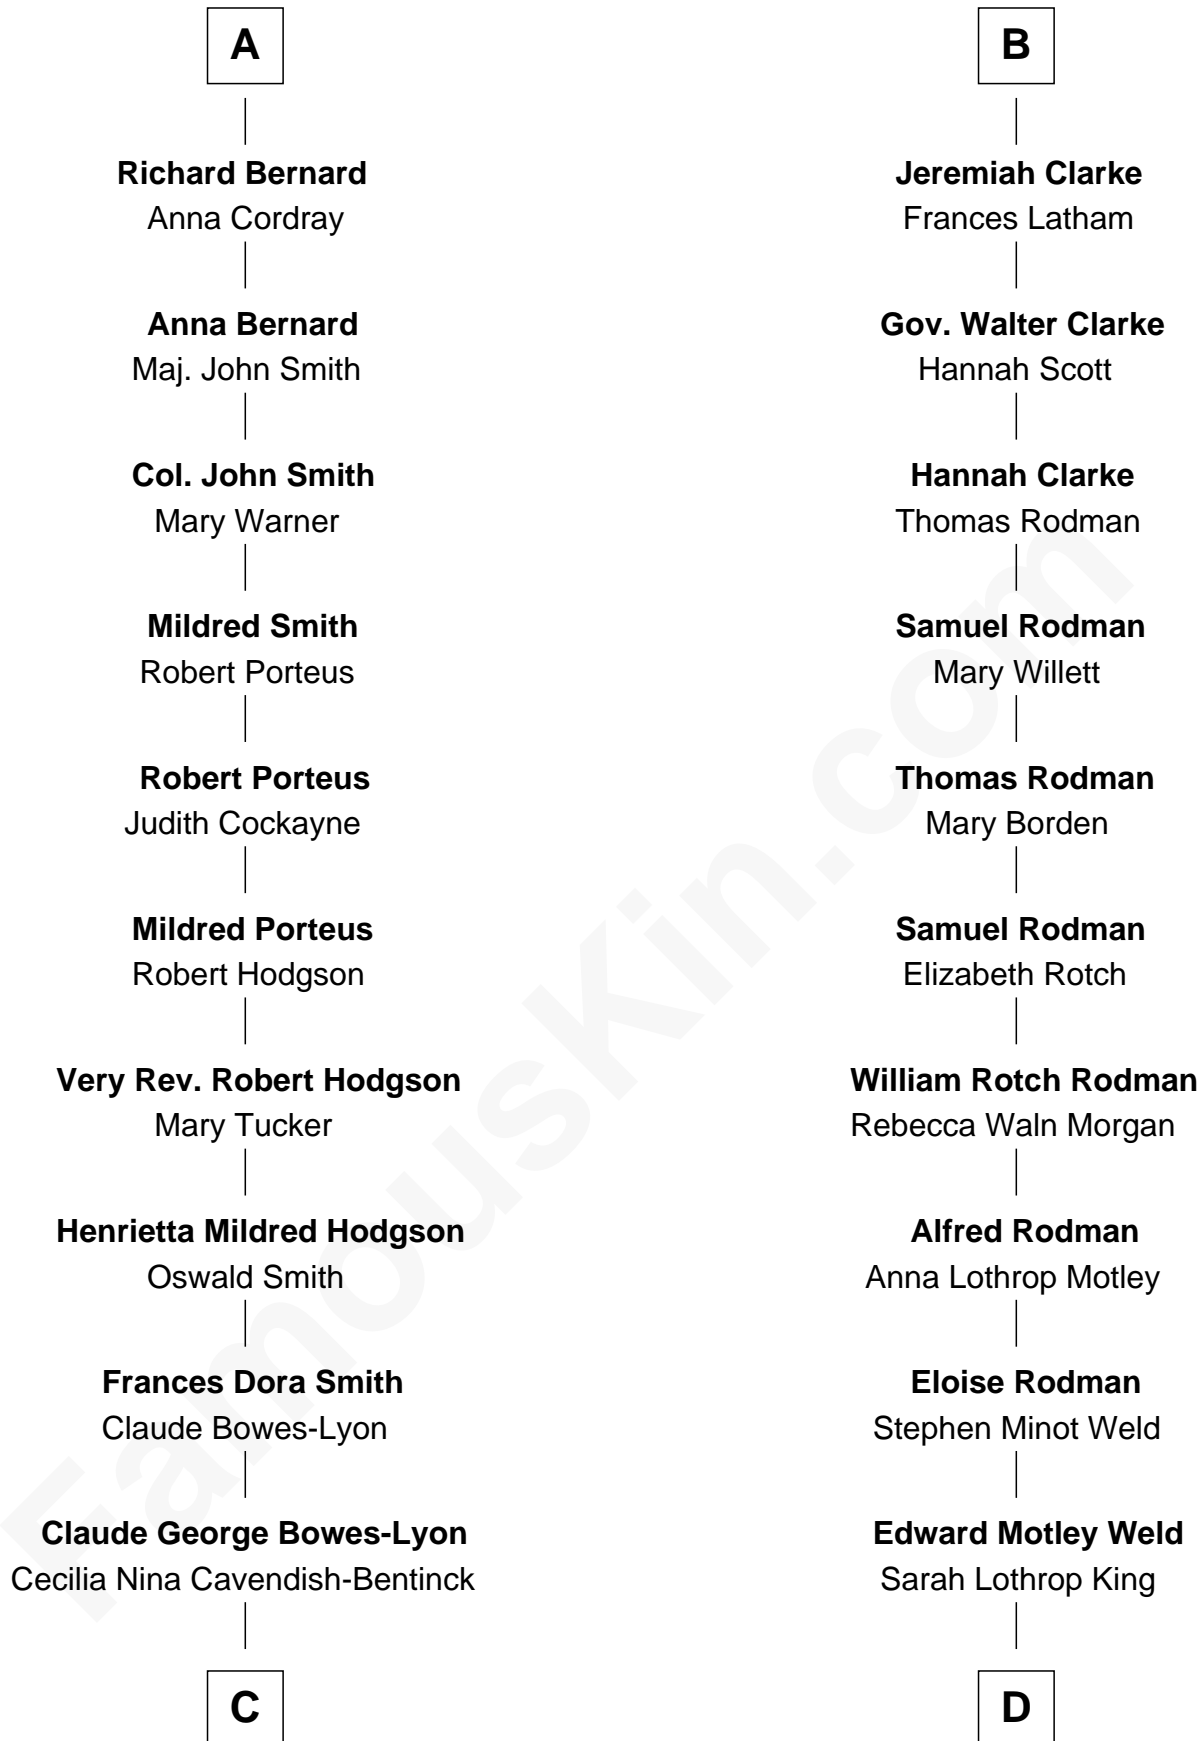 A
Richard Bernard
Anna Cordray
Anna Bernard
Maj. John Smith
Col. John Smith
Mary Warner
Mildred Smith
Robert Porteus
Robert Porteus
Judith Cockayne
Mildred Porteus
Robert Hodgson
Very Rev. Robert Hodgson
Mary Tucker
Henrietta Mildred Hodgson
Oswald Smith
Frances Dora Smith
Claude Bowes-Lyon
Claude George Bowes-Lyon
Cecilia Nina Cavendish-Bentinck
C
B
Jeremiah Clarke
Frances Latham
Gov. Walter Clarke
Hannah Scott
Hannah Clarke
Thomas Rodman
Samuel Rodman
Mary Willett
Thomas Rodman
Mary Borden
Samuel Rodman
Elizabeth Rotch
William Rotch Rodman
Rebecca Waln Morgan
Alfred Rodman
Anna Lothrop Motley
Eloise Rodman
Stephen Minot Weld
Edward Motley Weld
Sarah Lothrop King
D
FamousKin.com